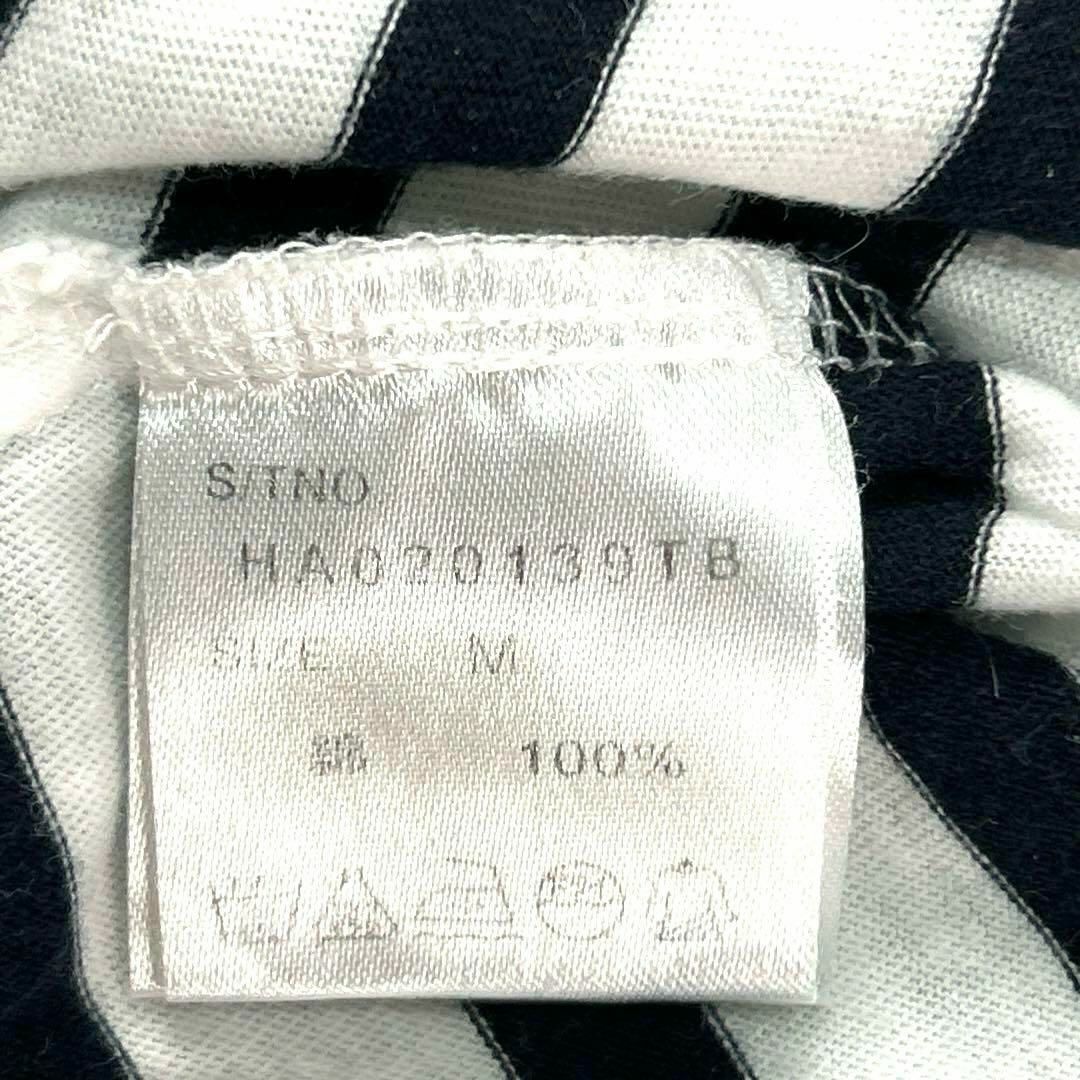 S/TNO
HA020139TB
SIZE M
綿 100%